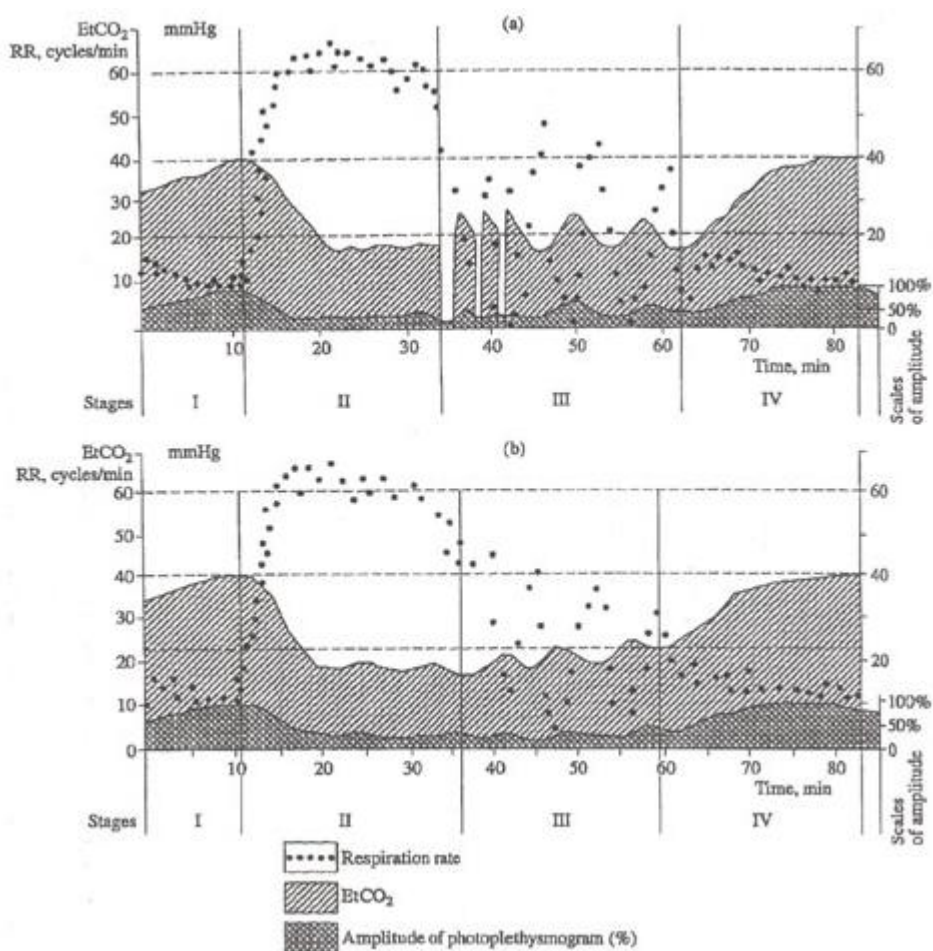 (a)
EtCO₂ mmHg
RR, cycles/min
60 60
50
40 40
30
20 20
10 100%
50%
0
10 20 30 40 50 60 70 80
Time, min
Scales of amplitude
Stages I II III IV
(b)
EtCO₂ mmHg
RR, cycles/min
60 60
50
40 40
30
20 20
10 100%
50%
0 0
10 20 30 40 50 60 70 80
Time, min
Scales of amplitude
Stages I II III IV
Respiration rate
EtCO₂
Amplitude of photoplethysmogram (%)